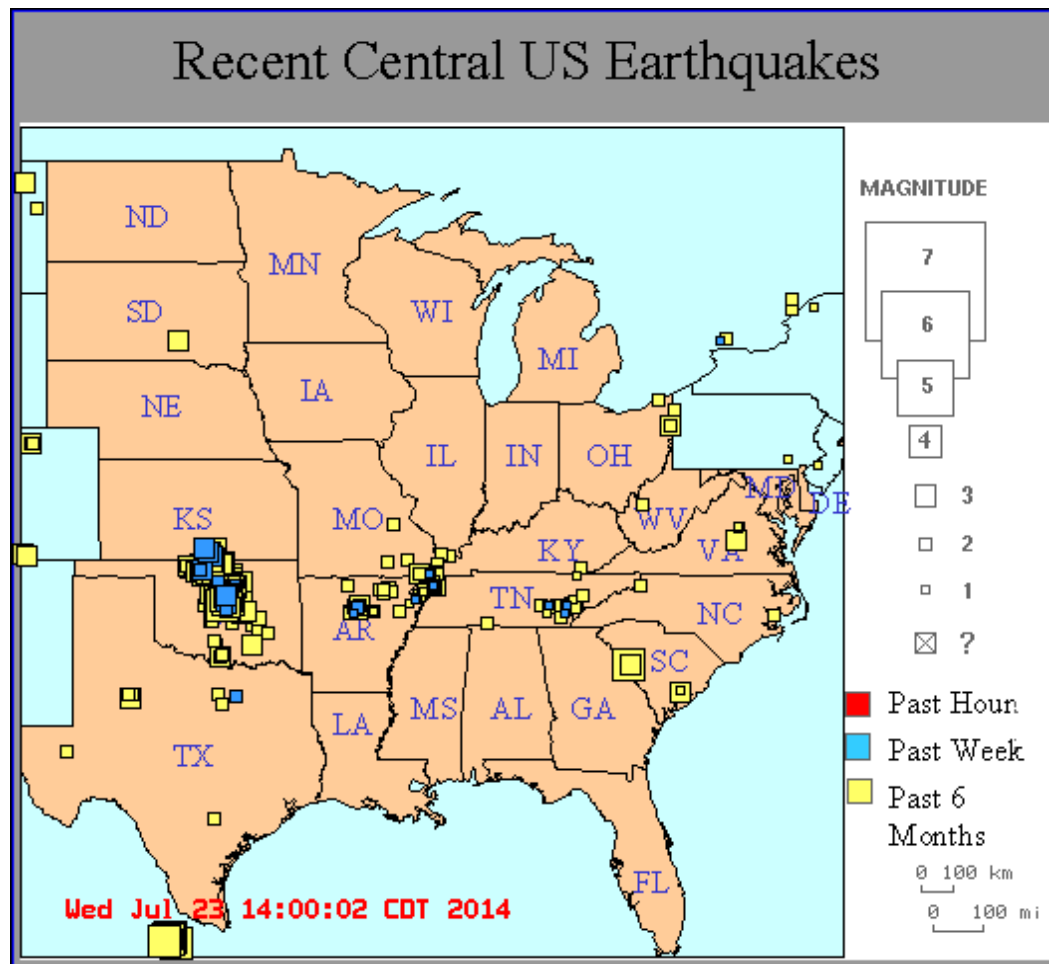 Recent Central US Earthquakes
ND
MN
SD
WI
MI
NE
IA
IL
IN
OH
KS
MO
WV
MD
DE
KY
VA
TN
NC
AR
SC
MS
AL
GA
LA
TX
FL
Wed Jul 23 14:00:02 CDT 2014
MAGNITUDE
7
6
5
4
3
2
1
?
Past Hour
Past Week
Past 6
Months
0 100 km
0 100 mi